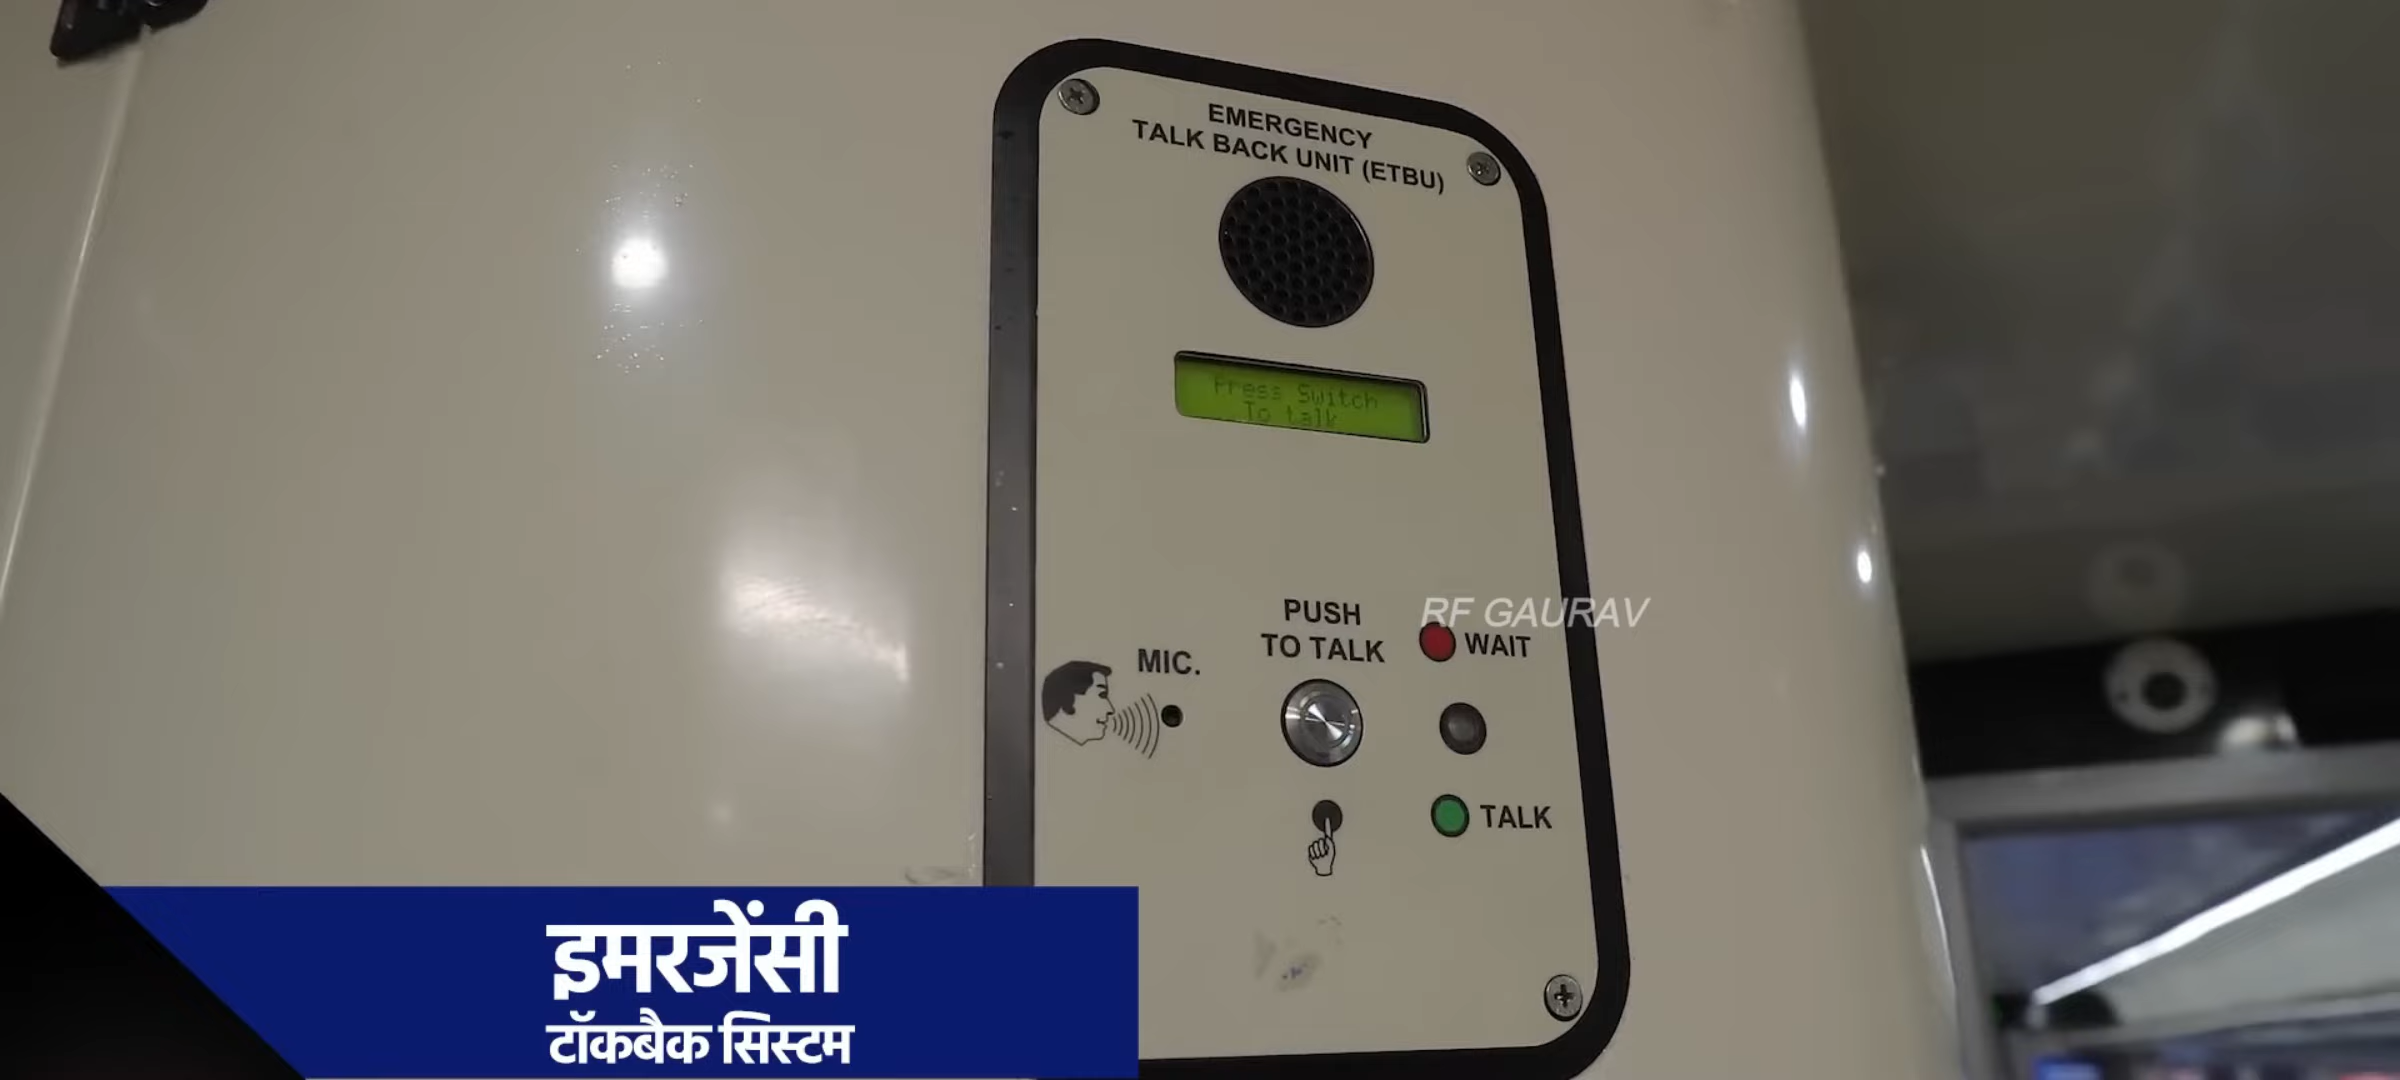 EMERGENCY
TALK BACK UNIT (ETBU)
Press Switch
To talk
PUSH
TO TALK
RF GAURAV
WAIT
MIC.
TALK
इमरजेंसी
टॉकबैक सिस्टम